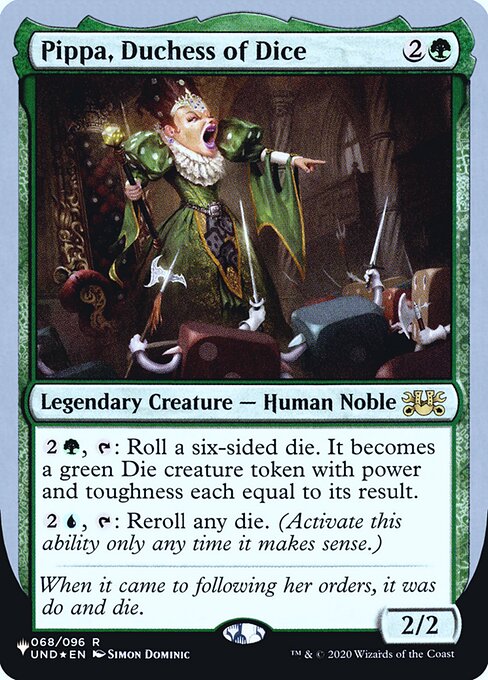 Pippa, Duchess of Dice 2
Legendary Creature — Human Noble
2, : Roll a six-sided die. It becomes
a green Die creature token with power
and toughness each equal to its result.
2, : Reroll any die. (Activate this
ability only any time it makes sense.)
When it came to following her orders, it was
do and die.
2/2
068/096 R
UND★EN Simon Dominic
™ & © 2020 Wizards of the Coast